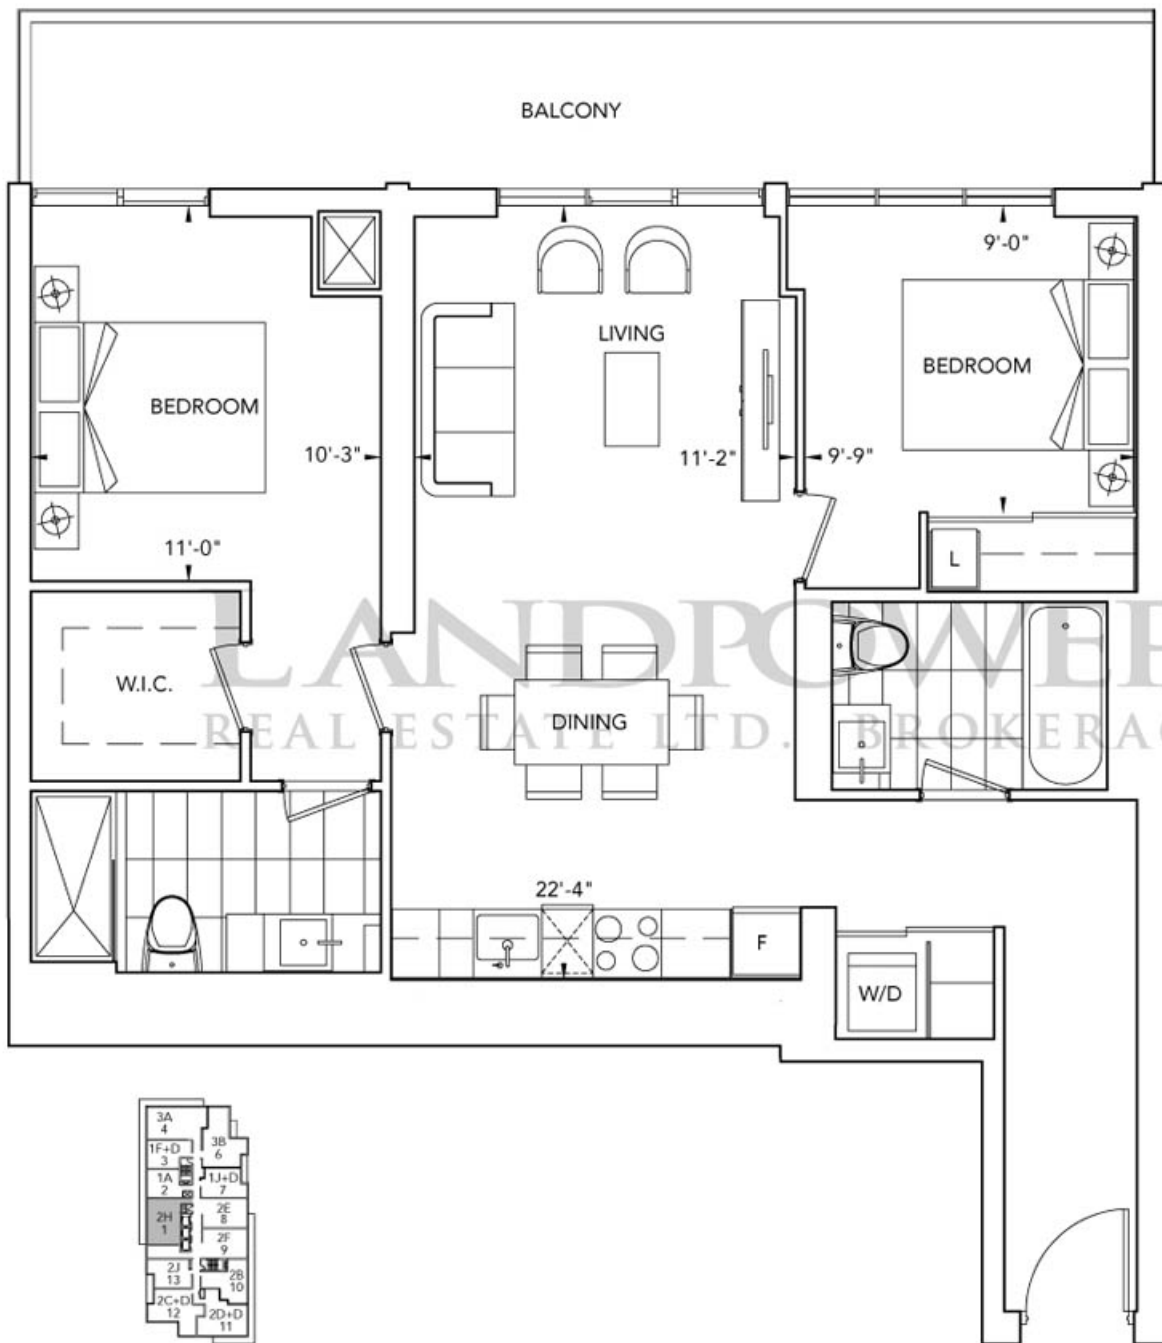 BALCONY
9'-0"
LIVING
BEDROOM
BEDROOM
10'-3"
11'-2"
9'-9"
11'-0"
L
LANDPOWER
W.I.C.
DINING
REAL ESTATE LTD. BROKERAG
22'-4"
F
W/D
3A
4
3B
6
1F+D
3
1A
2
1J+D
7
2H
1
2E
8
2F
9
2J
13
2B
10
2C+D
12
2D+D
11